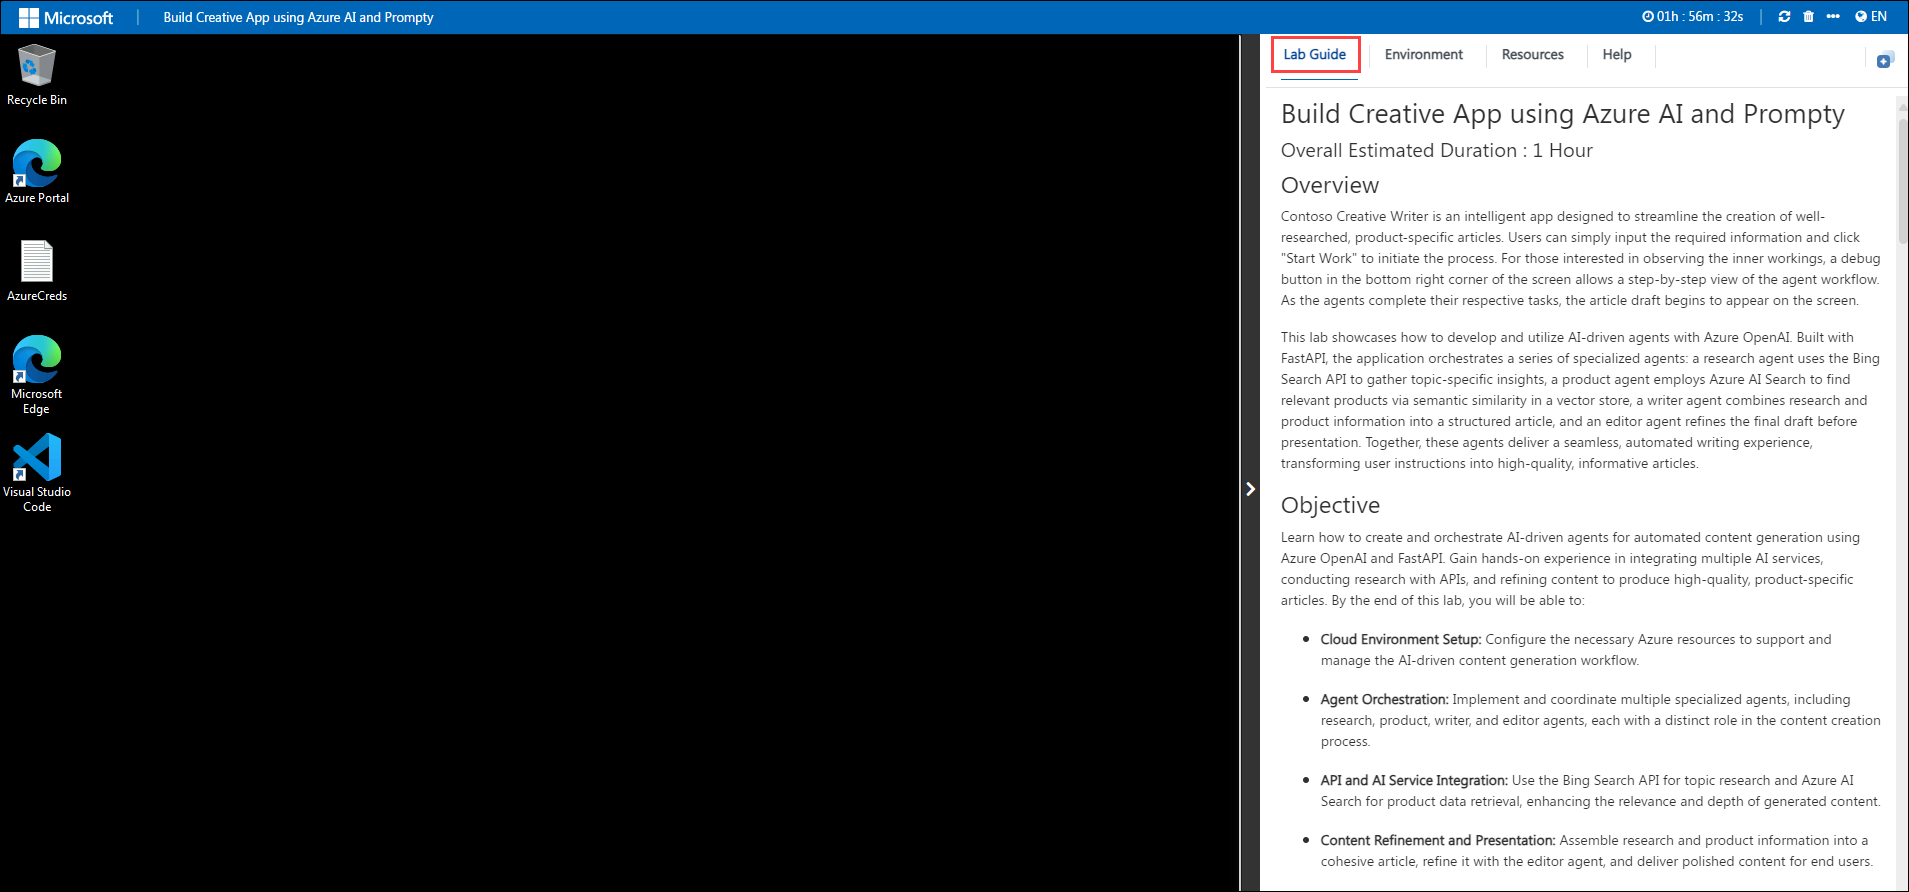 Microsoft
Build Creative App using Azure AI and Prompty
01h : 56m : 32s
EN
Recycle Bin
Azure Portal
AzureCreds
Microsoft
Edge
Visual Studio
Code
Lab Guide
Environment
Resources
Help
Build Creative App using Azure AI and Prompty
Overall Estimated Duration : 1 Hour
Overview
Contoso Creative Writer is an intelligent app designed to streamline the creation of well-
researched, product-specific articles. Users can simply input the required information and click
"Start Work" to initiate the process. For those interested in observing the inner workings, a debug
button in the bottom right corner of the screen allows a step-by-step view of the agent workflow.
As the agents complete their respective tasks, the article draft begins to appear on the screen.
This lab showcases how to develop and utilize AI-driven agents with Azure OpenAI. Built with
FastAPI, the application orchestrates a series of specialized agents: a research agent uses the Bing
Search API to gather topic-specific insights, a product agent employs Azure AI Search to find
relevant products via semantic similarity in a vector store, a writer agent combines research and
product information into a structured article, and an editor agent refines the final draft before
presentation. Together, these agents deliver a seamless, automated writing experience,
transforming user instructions into high-quality, informative articles.
Objective
Learn how to create and orchestrate AI-driven agents for automated content generation using
Azure OpenAI and FastAPI. Gain hands-on experience in integrating multiple AI services,
conducting research with APIs, and refining content to produce high-quality, product-specific
articles. By the end of this lab, you will be able to:
Cloud Environment Setup: Configure the necessary Azure resources to support and
manage the AI-driven content generation workflow.
Agent Orchestration: Implement and coordinate multiple specialized agents, including
research, product, writer, and editor agents, each with a distinct role in the content creation
process.
API and AI Service Integration: Use the Bing Search API for topic research and Azure AI
Search for product data retrieval, enhancing the relevance and depth of generated content.
Content Refinement and Presentation: Assemble research and product information into a
cohesive article, refine it with the editor agent, and deliver polished content for end users.